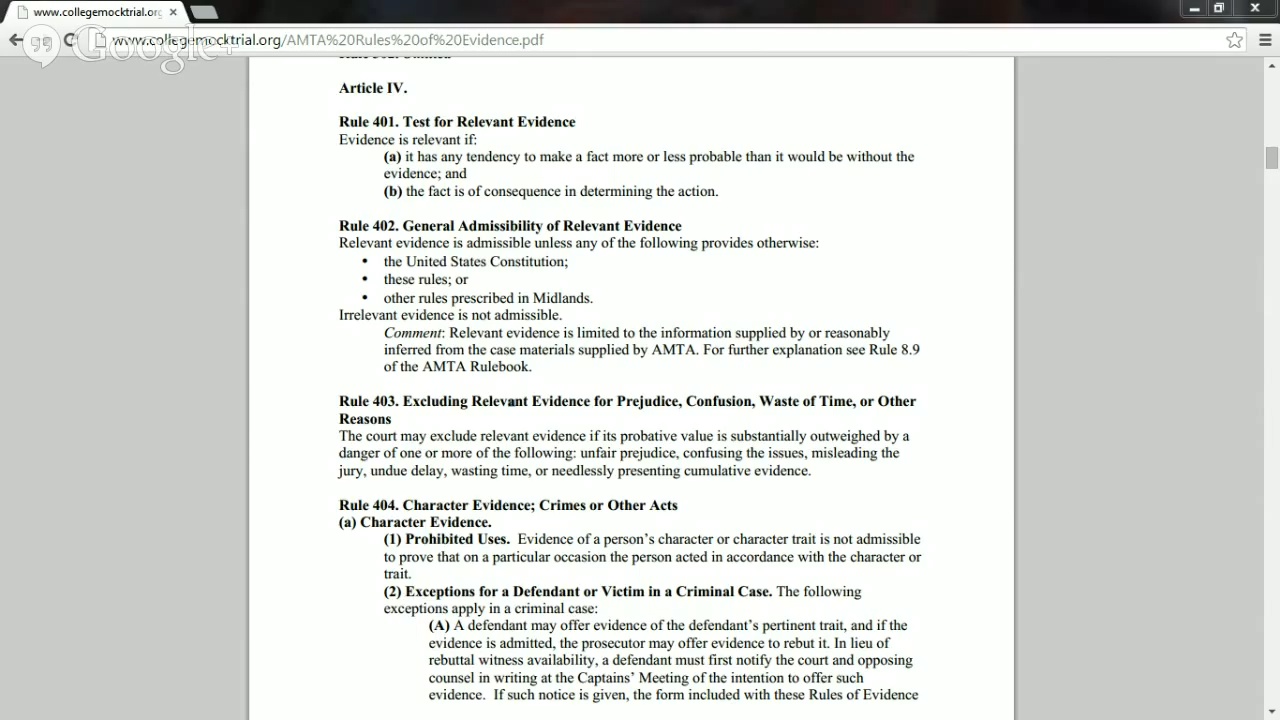 www.collegemocktrial.org
www.collegemocktrial.org/AMTA%20Rules%20of%20Evidence.pdf
Google+
Article IV.
Rule 401. Test for Relevant Evidence
Evidence is relevant if:
(a) it has any tendency to make a fact more or less probable than it would be without the
evidence; and
(b) the fact is of consequence in determining the action.
Rule 402. General Admissibility of Relevant Evidence
Relevant evidence is admissible unless any of the following provides otherwise:
• the United States Constitution;
• these rules; or
• other rules prescribed in Midlands.
Irrelevant evidence is not admissible.
Comment: Relevant evidence is limited to the information supplied by or reasonably
inferred from the case materials supplied by AMTA. For further explanation see Rule 8.9
of the AMTA Rulebook.
Rule 403. Excluding Relevant Evidence for Prejudice, Confusion, Waste of Time, or Other
Reasons
The court may exclude relevant evidence if its probative value is substantially outweighed by a
danger of one or more of the following: unfair prejudice, confusing the issues, misleading the
jury, undue delay, wasting time, or needlessly presenting cumulative evidence.
Rule 404. Character Evidence; Crimes or Other Acts
(a) Character Evidence.
(1) Prohibited Uses. Evidence of a person's character or character trait is not admissible
to prove that on a particular occasion the person acted in accordance with the character or
trait.
(2) Exceptions for a Defendant or Victim in a Criminal Case. The following
exceptions apply in a criminal case:
(A) A defendant may offer evidence of the defendant's pertinent trait, and if the
evidence is admitted, the prosecutor may offer evidence to rebut it. In lieu of
rebuttal witness availability, a defendant must first notify the court and opposing
counsel in writing at the Captains' Meeting of the intention to offer such
evidence. If such notice is given, the form included with these Rules of Evidence